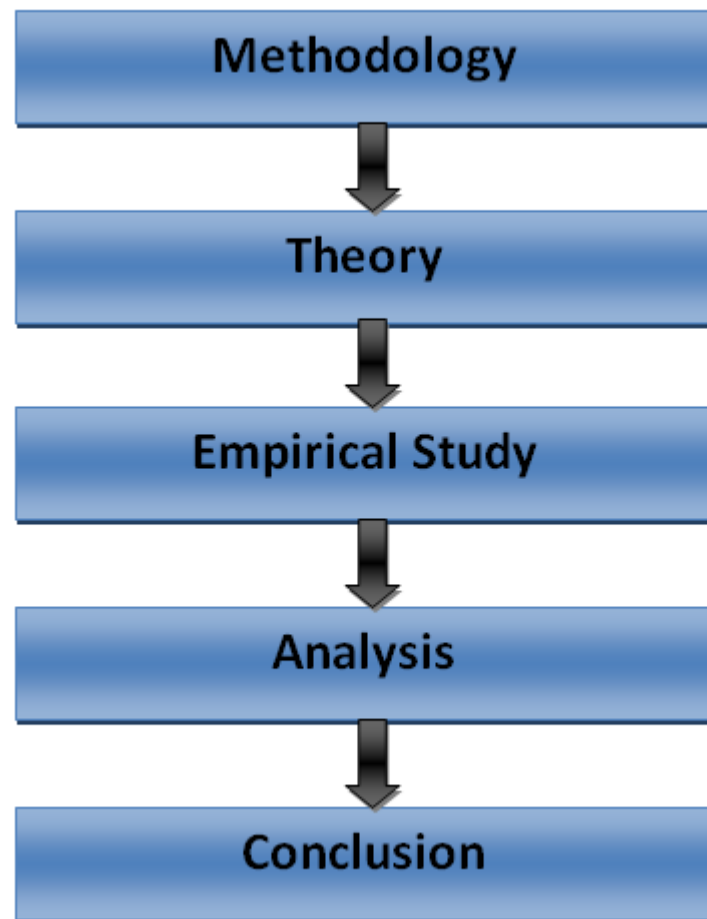 Methodology
Theory
Empirical Study
Analysis
Conclusion